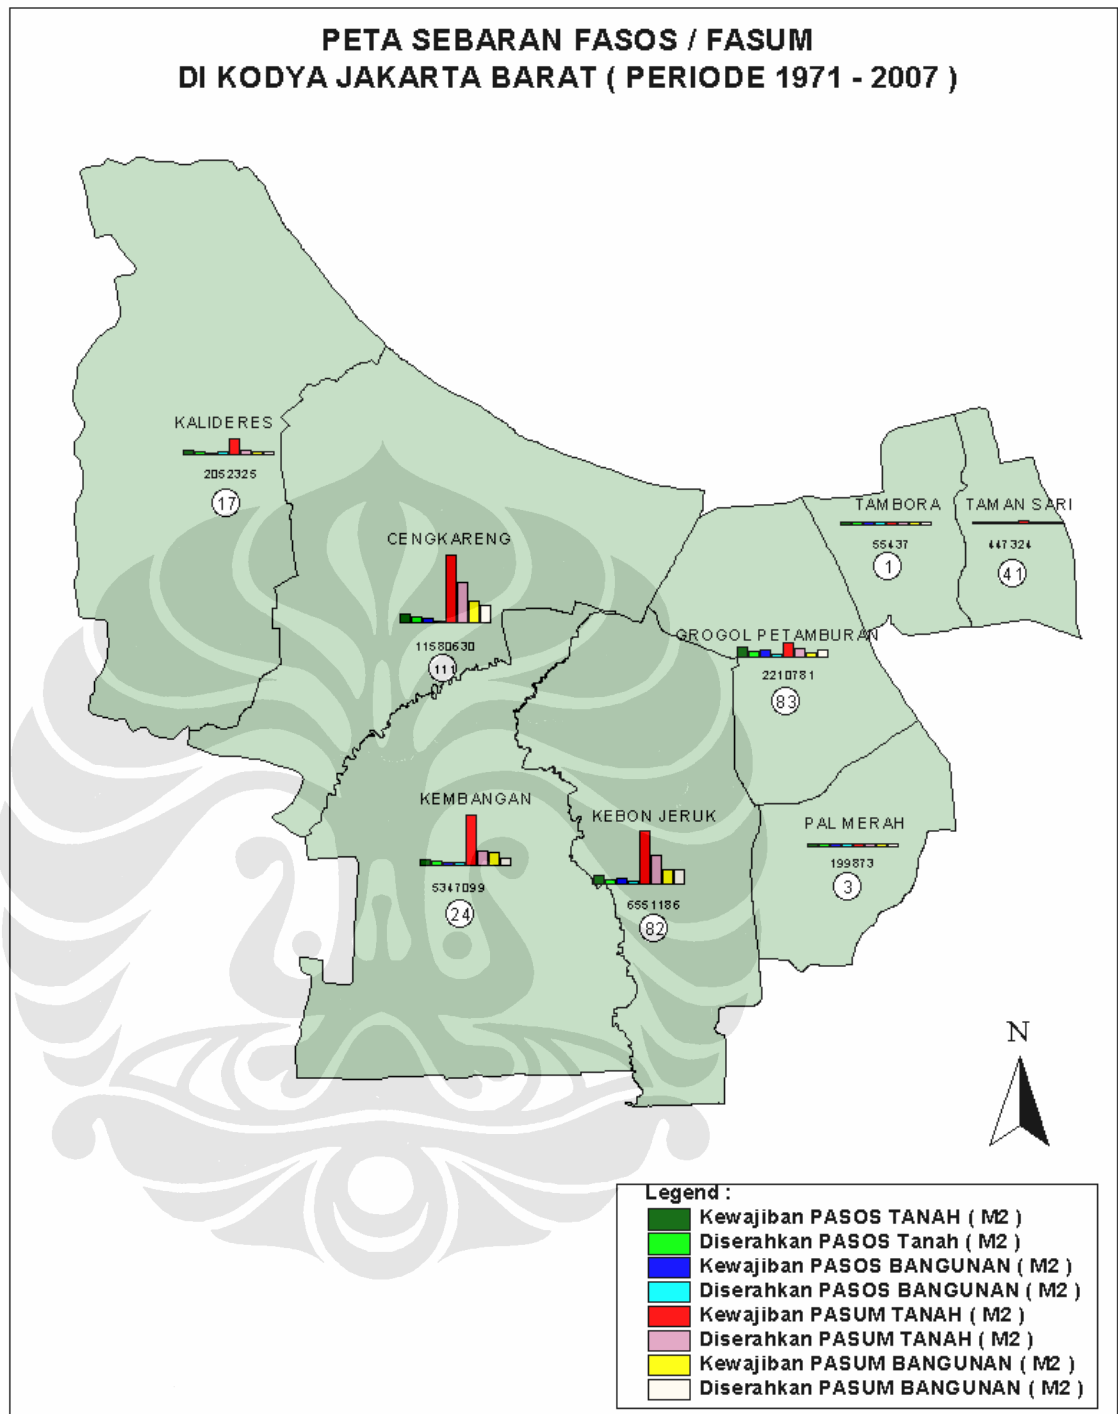 PETA SEBARAN FASOS / FASUM
DI KODYA JAKARTA BARAT ( PERIODE 1971 - 2007 )
KALIDERES
2052325
17
CENGKARENG
11580630
111
TAMBORA
55437
1
TAMAN SARI
447324
41
GROGOL PETAMBURAN
2210781
83
KEMBANGAN
5347099
24
KEBON JERUK
6551186
82
PAL MERAH
199873
3
N
Legend :
Kewajiban PASOS TANAH ( M2 )
Diserahkan PASOS Tanah ( M2 )
Kewajiban PASOS BANGUNAN ( M2 )
Diserahkan PASOS BANGUNAN ( M2 )
Kewajiban PASUM TANAH ( M2 )
Diserahkan PASUM TANAH ( M2 )
Kewajiban PASUM BANGUNAN ( M2 )
Diserahkan PASUM BANGUNAN ( M2 )